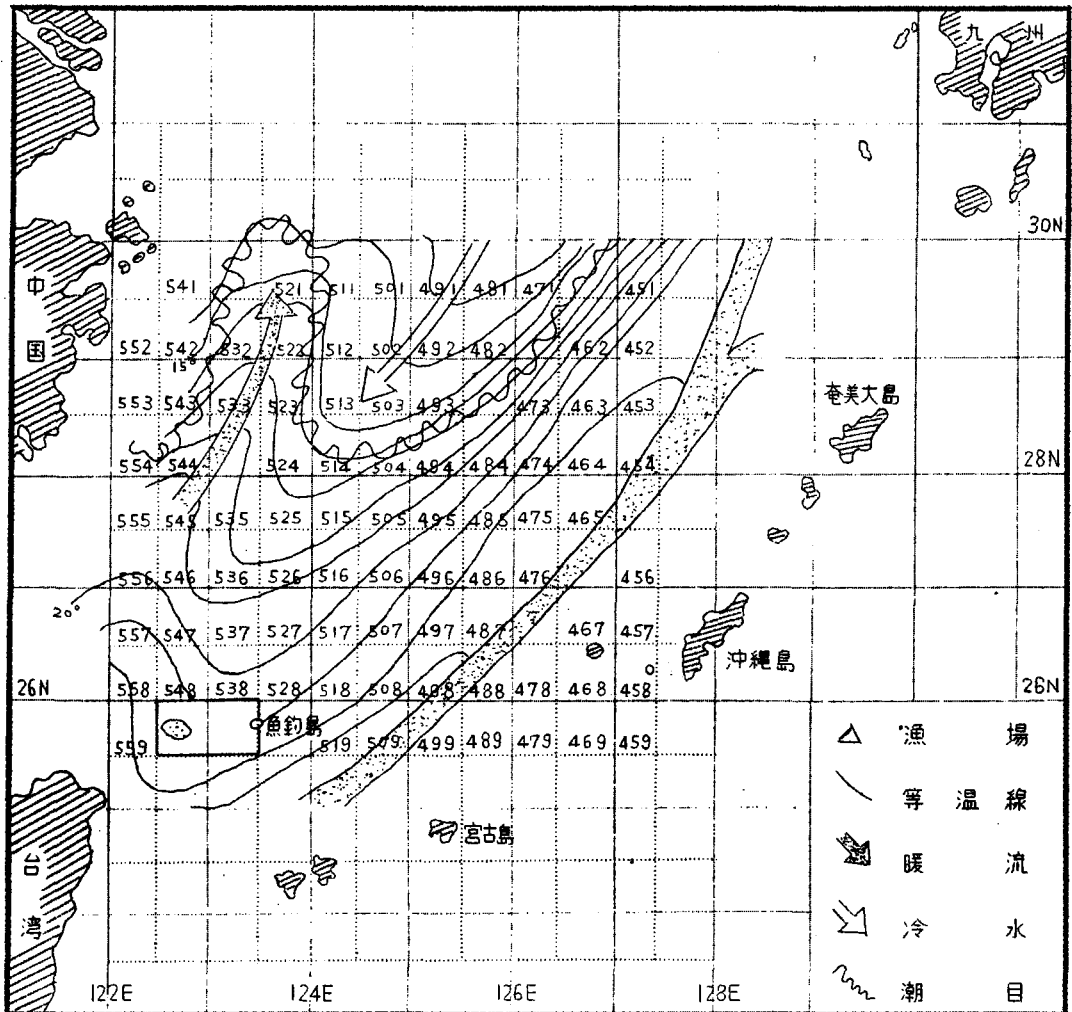 九州
30N
中国
541 521 511 501 491 481 471 451
552 542 532 522 512 502 492 482 462 452
15°
553 543 533 523 513 503 493 473 463 453
奄美大島
554 544 524 514 504 494 484 474 464 454
28N
555 545 535 525 515 505 495 485 475 465
556 546 536 526 516 506 496 486 476 456
20°
557 547 537 527 517 507 497 487 467 457
沖縄島
26N
558 548 538 528 518 508 498 488 478 468 458
26N
魚釣島
559 519 509 499 489 479 469 459
漁場
等温線
宮古島
暖流
台湾
冷水
潮目
122E 124E 126E 128E